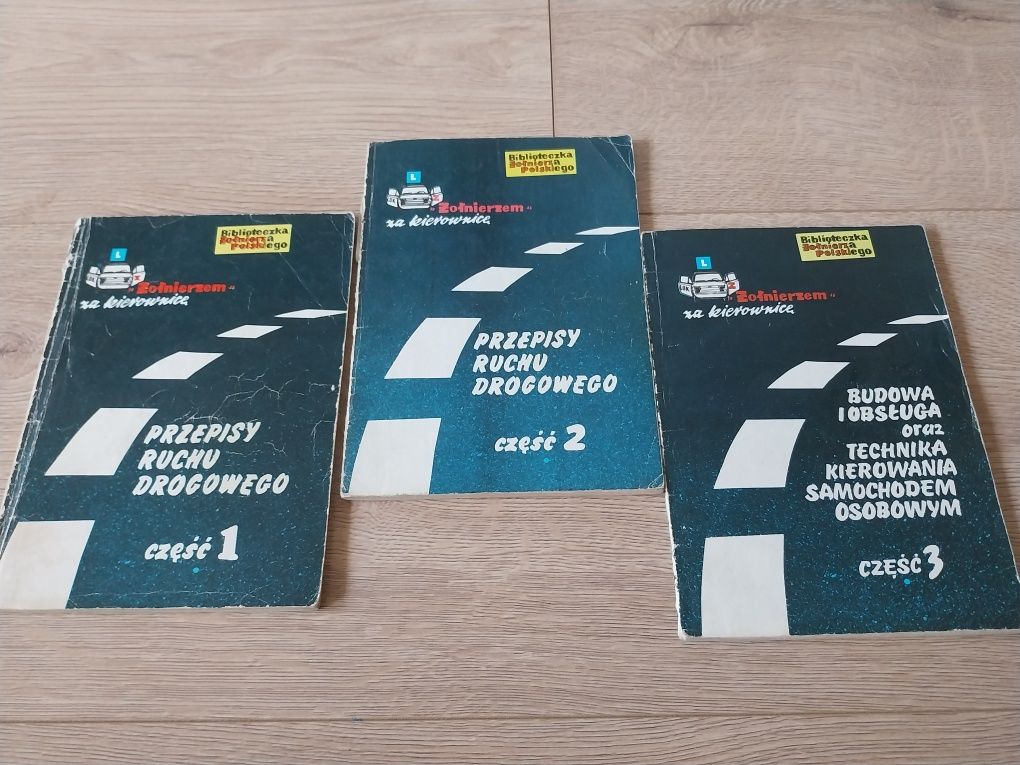 L
Biblioteczka
Żołnierza
Polskiego
z „Żołnierzem"
za kierownicę
PRZEPISY
RUCHU
DROGOWEGO
część 1
L
Biblioteczka
Żołnierza
Polskiego
z „Żołnierzem"
za kierownicę
PRZEPISY
RUCHU
DROGOWEGO
część 2
L
Biblioteczka
Żołnierza
Polskiego
z „Żołnierzem"
za kierownicę
BUDOWA
I OBSŁUGA
oraz
TECHNIKA
KIEROWANIA
SAMOCHODEM
OSOBOWYM
CZĘŚĆ 3